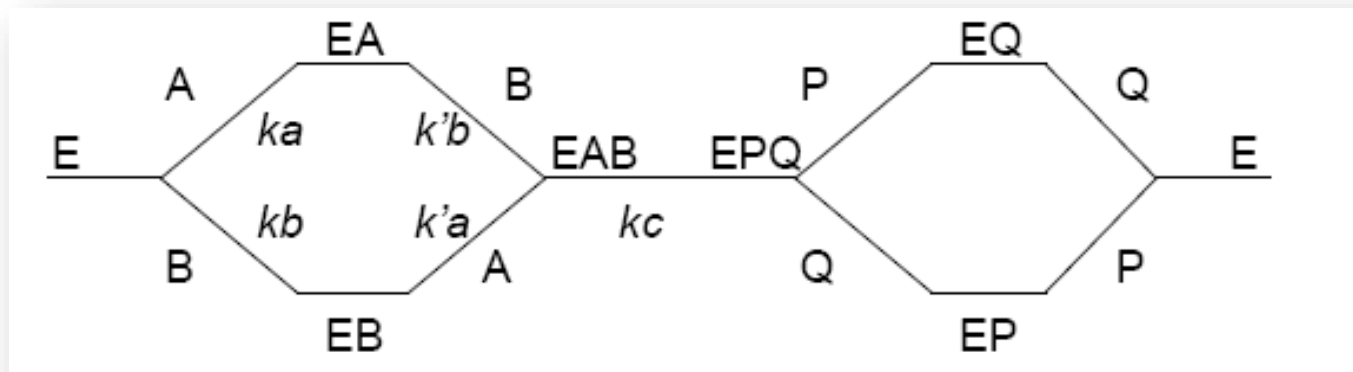 EA EQ
A B P Q
ka k'b
E EAB EPQ E
kb k'a kc
B A Q P
EB EP